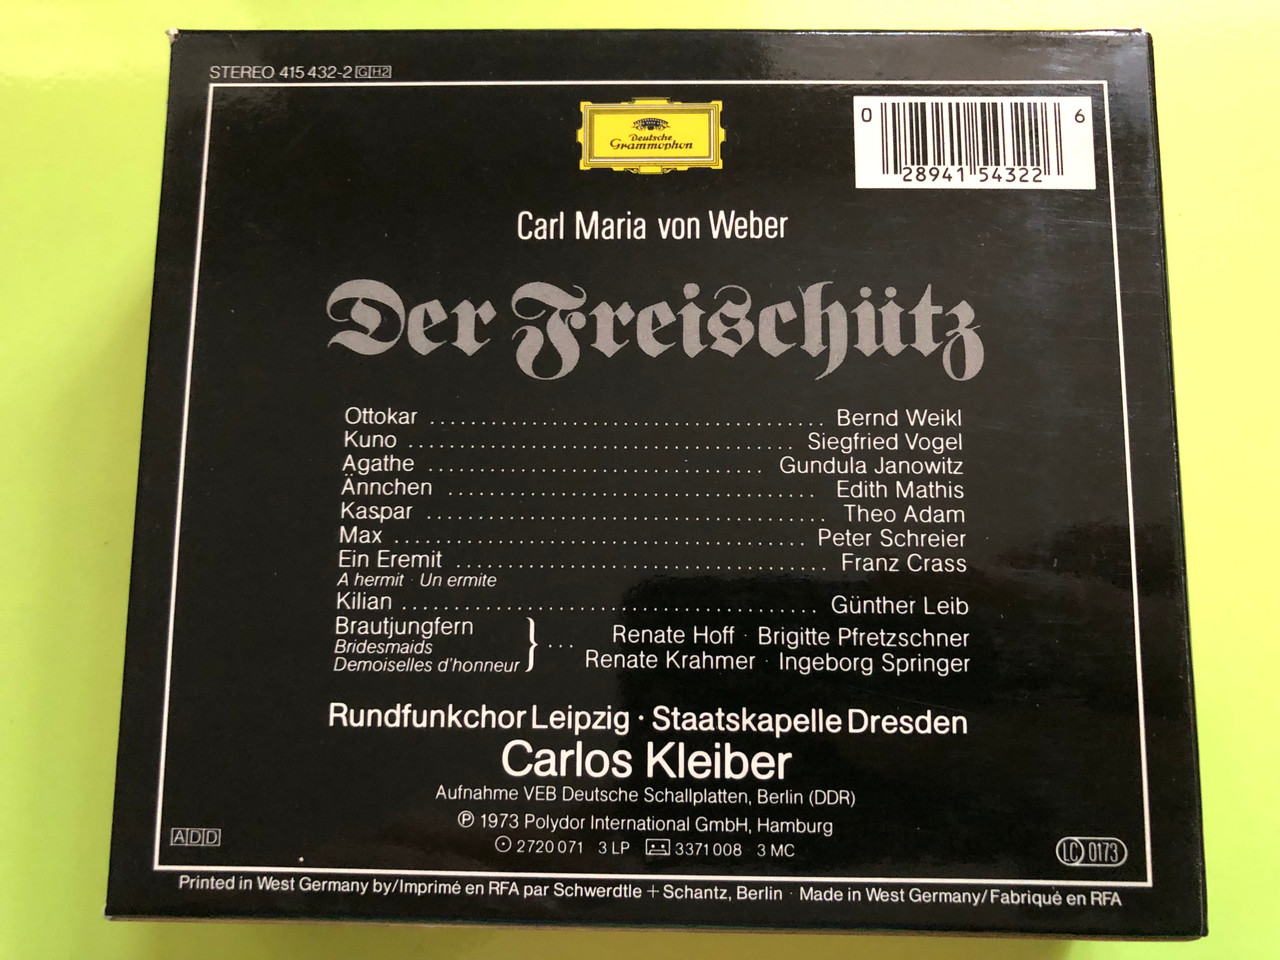 STEREO 415 432-2 GH2
Deutsche
Grammophon
0 28941 54322 6
Carl Maria von Weber
Der Freischütz
Ottokar ........................................ Bernd Weikl
Kuno ........................................ Siegfried Vogel
Agathe ................................. Gundula Janowitz
Ännchen .................................... Edith Mathis
Kaspar ........................................ Theo Adam
Max ........................................ Peter Schreier
Ein Eremit .................................... Franz Crass
A hermit · Un ermite
Kilian ........................................ Günther Leib
Brautjungfern
Bridesmaids
Demoiselles d'honneur } ... Renate Hoff · Brigitte Pfretzschner
Renate Krahmer · Ingeborg Springer
Rundfunkchor Leipzig · Staatskapelle Dresden
Carlos Kleiber
Aufnahme VEB Deutsche Schallplatten, Berlin (DDR)
℗ 1973 Polydor International GmbH, Hamburg
2720 071 3 LP 3371 008 · 3 MC
ADD
LC 0173
Printed in West Germany by/Imprimé en RFA par Schwerdtle + Schantz, Berlin · Made in West Germany/Fabriqué en RFA